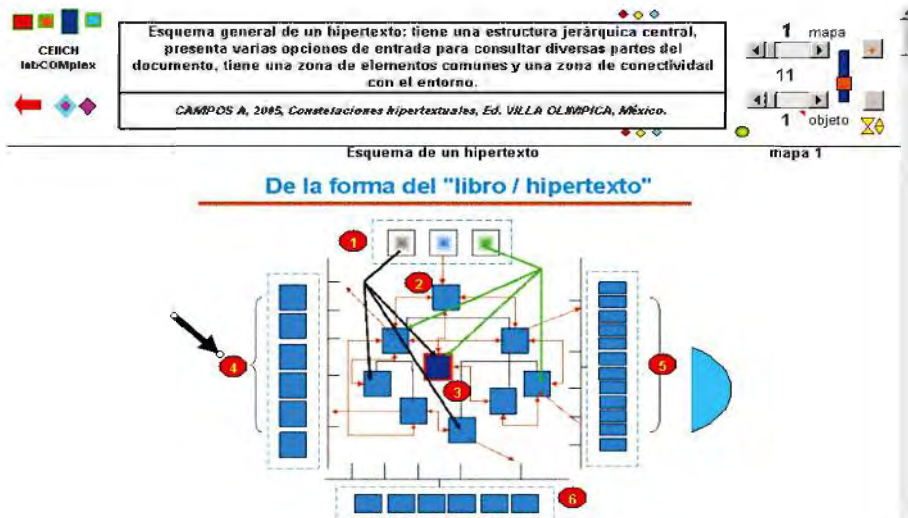 CEIICH
labCOMplex
Esquema general de un hipertexto: tiene una estructura jerárquica central,
presenta varias opciones de entrada para consultar diversas partes del
documento, tiene una zona de elementos comunes y una zona de conectividad
con el entorno.
CAMPOS A, 2005, Constelaciones hipertextuales, Ed. VILLA OLIMPICA, México.
1 mapa
11
1 objeto
Esquema de un hipertexto
mapa 1
De la forma del "libro / hipertexto"
1
2
3
4
5
6